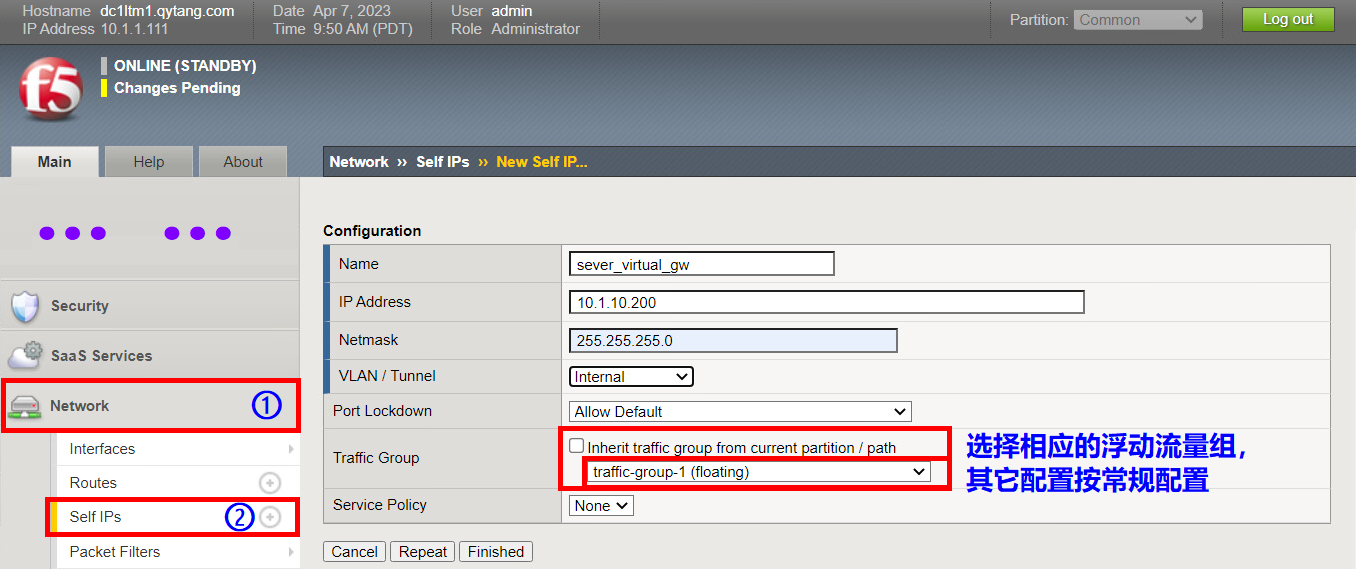 Hostname dc1ltm1.qytang.com Date Apr 7, 2023 User admin
IP Address 10.1.1.111 Time 9:50 AM (PDT) Role Administrator
Partition: Common Log out
f5
ONLINE (STANDBY)
Changes Pending
Main Help About
Network ›› Self IPs ›› New Self IP...
Security
SaaS Services
Network ①
Interfaces
Routes
Self IPs ②
Packet Filters
Configuration
Name sever_virtual_gw
IP Address 10.1.10.200
Netmask 255.255.255.0
VLAN / Tunnel Internal
Port Lockdown Allow Default
Traffic Group Inherit traffic group from current partition / path
traffic-group-1 (floating)
选择相应的浮动流量组，
其它配置按常规配置
Service Policy None
Cancel Repeat Finished